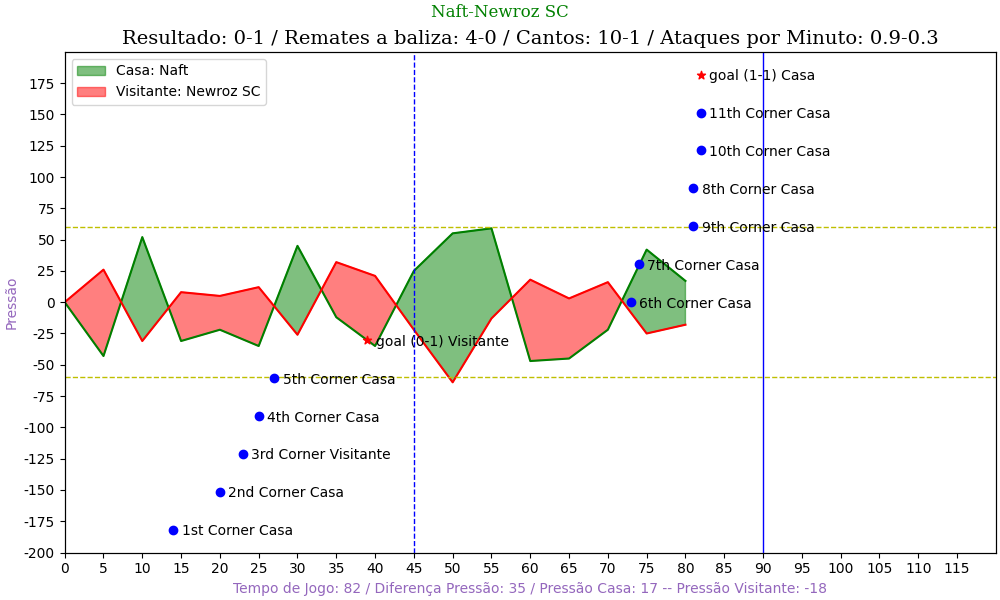 Naft-Newroz SC
Resultado: 0-1 / Remates a baliza: 4-0 / Cantos: 10-1 / Ataques por Minuto: 0.9-0.3
Casa: Naft
Visitante: Newroz SC
goal (1-1) Casa
11th Corner Casa
10th Corner Casa
8th Corner Casa
9th Corner Casa
7th Corner Casa
6th Corner Casa
goal (0-1) Visitante
5th Corner Casa
4th Corner Casa
3rd Corner Visitante
2nd Corner Casa
1st Corner Casa
Pressão
175
150
125
100
75
50
25
0
-25
-50
-75
-100
-125
-150
-175
-200
0 5 10 15 20 25 30 35 40 45 50 55 60 65 70 75 80 85 90 95 100 105 110 115
Tempo de Jogo: 82 / Diferença Pressão: 35 / Pressão Casa: 17 -- Pressão Visitante: -18